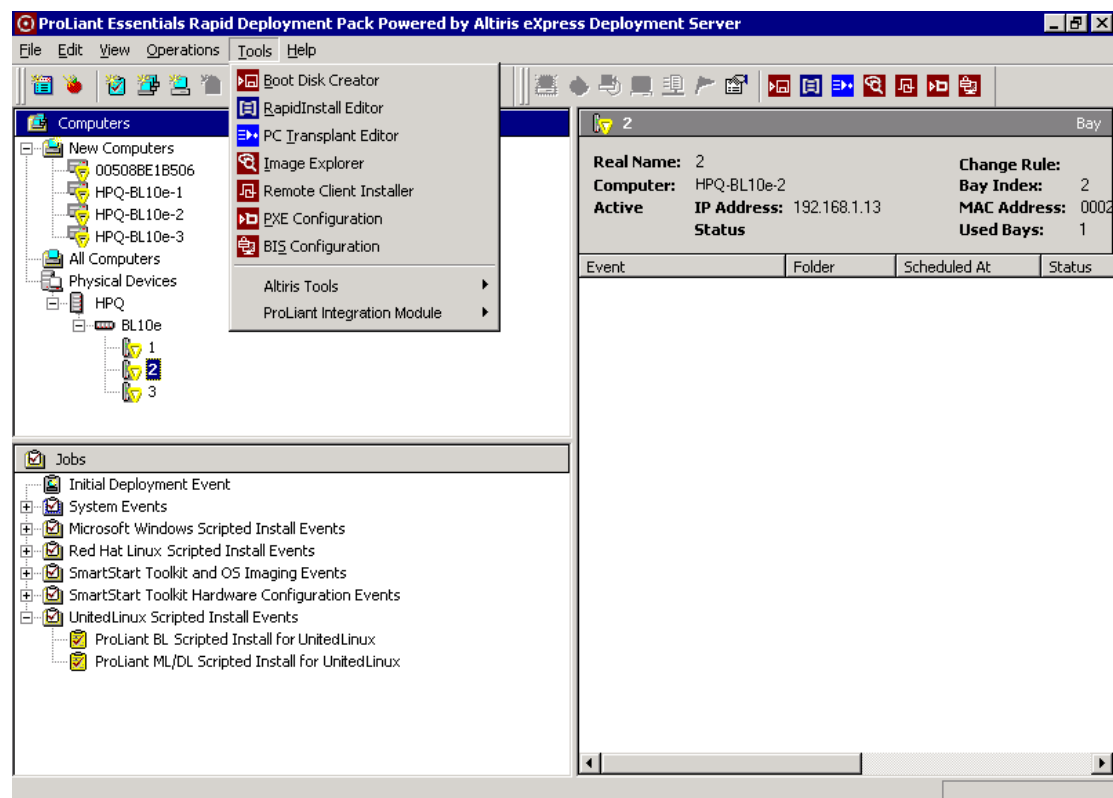 ProLiant Essentials Rapid Deployment Pack Powered by Altiris eXpress Deployment Server
File Edit View Operations Tools Help
Boot Disk Creator
RapidInstall Editor
PC Transplant Editor
Image Explorer
Remote Client Installer
PXE Configuration
BIS Configuration
Altiris Tools
ProLiant Integration Module
Computers
New Computers
00508BE1B506
HPQ-BL10e-1
HPQ-BL10e-2
HPQ-BL10e-3
All Computers
Physical Devices
HPQ
BL10e
1
2
3
Jobs
Initial Deployment Event
System Events
Microsoft Windows Scripted Install Events
Red Hat Linux Scripted Install Events
SmartStart Toolkit and OS Imaging Events
SmartStart Toolkit Hardware Configuration Events
UnitedLinux Scripted Install Events
ProLiant BL Scripted Install for UnitedLinux
ProLiant ML/DL Scripted Install for UnitedLinux
2 Bay
Real Name: 2 Change Rule:
Computer: HPQ-BL10e-2 Bay Index: 2
Active IP Address: 192.168.1.13 MAC Address: 0002
Status Used Bays: 1
Event Folder Scheduled At Status